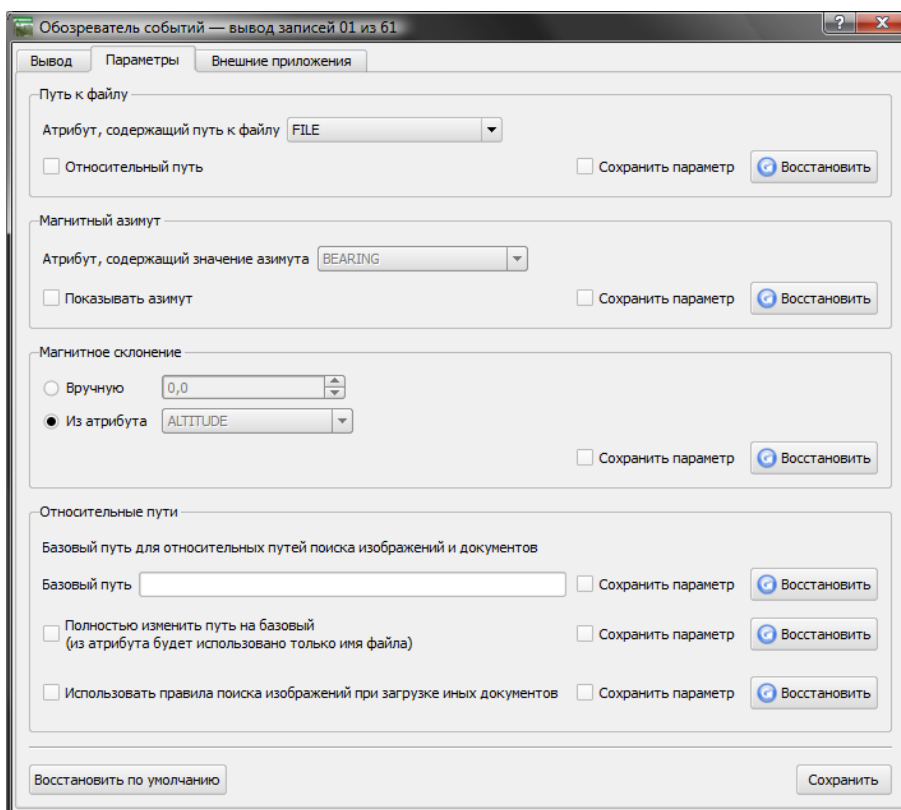 Обозреватель событий — вывод записей 01 из 61
?
X
Вывод
Параметры
Внешние приложения
Путь к файлу
Атрибут, содержащий путь к файлу FILE
Относительный путь
Сохранить параметр
Восстановить
Магнитный азимут
Атрибут, содержащий значение азимута BEARING
Показывать азимут
Сохранить параметр
Восстановить
Магнитное склонение
Вручную 0,0
Из атрибута ALTITUDE
Сохранить параметр
Восстановить
Относительные пути
Базовый путь для относительных путей поиска изображений и документов
Базовый путь
Сохранить параметр
Восстановить
Полностью изменить путь на базовый
(из атрибута будет использовано только имя файла)
Сохранить параметр
Восстановить
Использовать правила поиска изображений при загрузке иных документов
Сохранить параметр
Восстановить
Восстановить по умолчанию
Сохранить